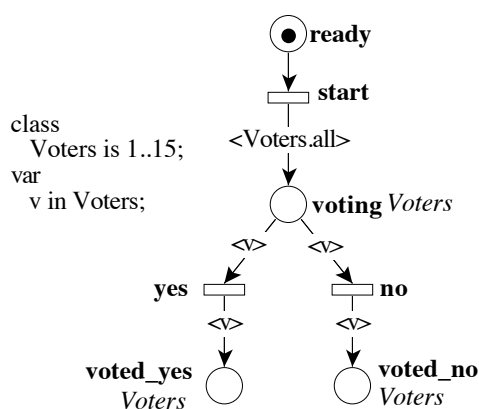 ready
start
class
Voters is 1..15;
var
v in Voters;
<Voters.all>
voting Voters
<v> <v>
yes no
<v> <v>
voted_yes voted_no
Voters Voters